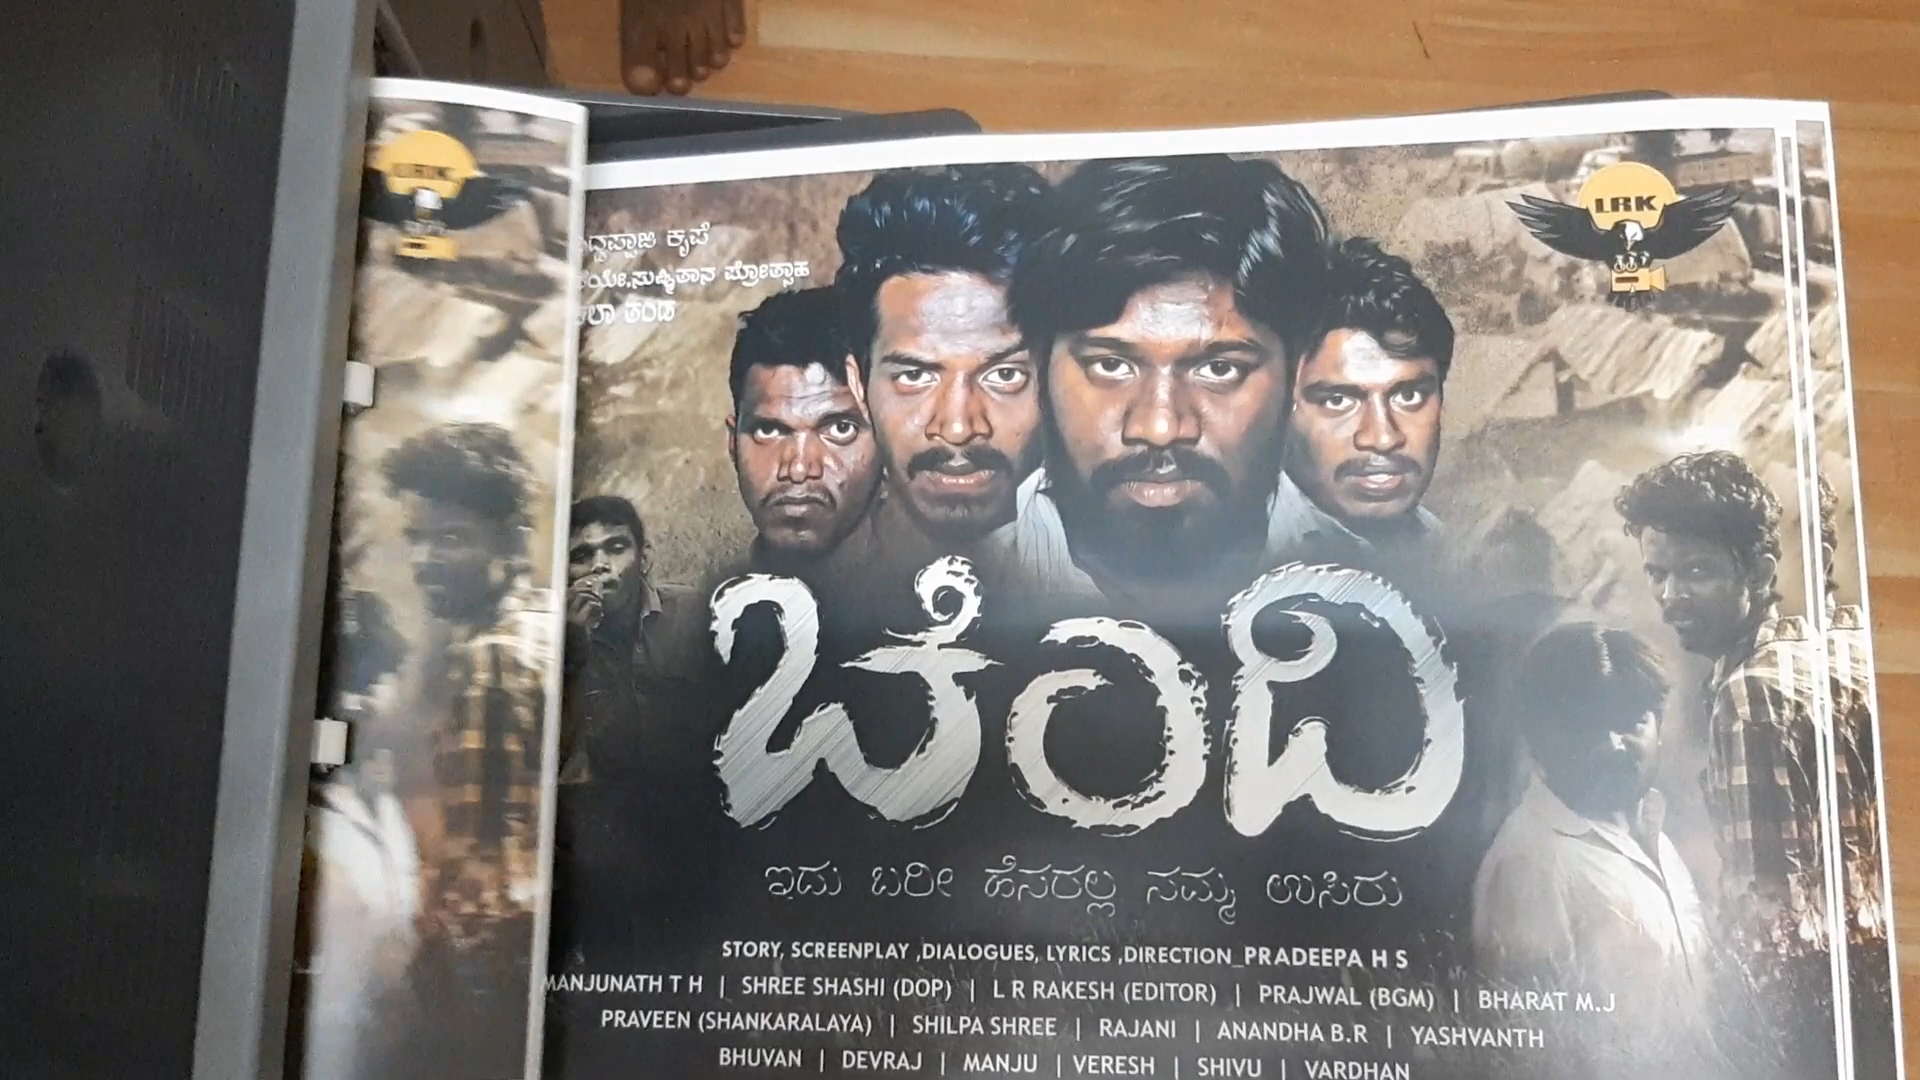 LRK
LRK
ಕೃಪೆ
ಪ್ರೋತ್ಸಾಹ
ತಂಡ
ಚೆಂದಿ
ಇದು ಬರೀ ಹೆಸರಲ್ಲ ನಮ್ಮ ಉಸಿರು
STORY, SCREENPLAY ,DIALOGUES, LYRICS ,DIRECTION_PRADEEPA H S
MANJUNATH T H | SHREE SHASHI (DOP) | L R RAKESH (EDITOR) | PRAJWAL (BGM) | BHARAT M.J
PRAVEEN (SHANKARALAYA) | SHILPA SHREE | RAJANI | ANANDHA B.R | YASHVANTH
BHUVAN | DEVRAJ | MANJU | VERESH | SHIVU | VARDHAN